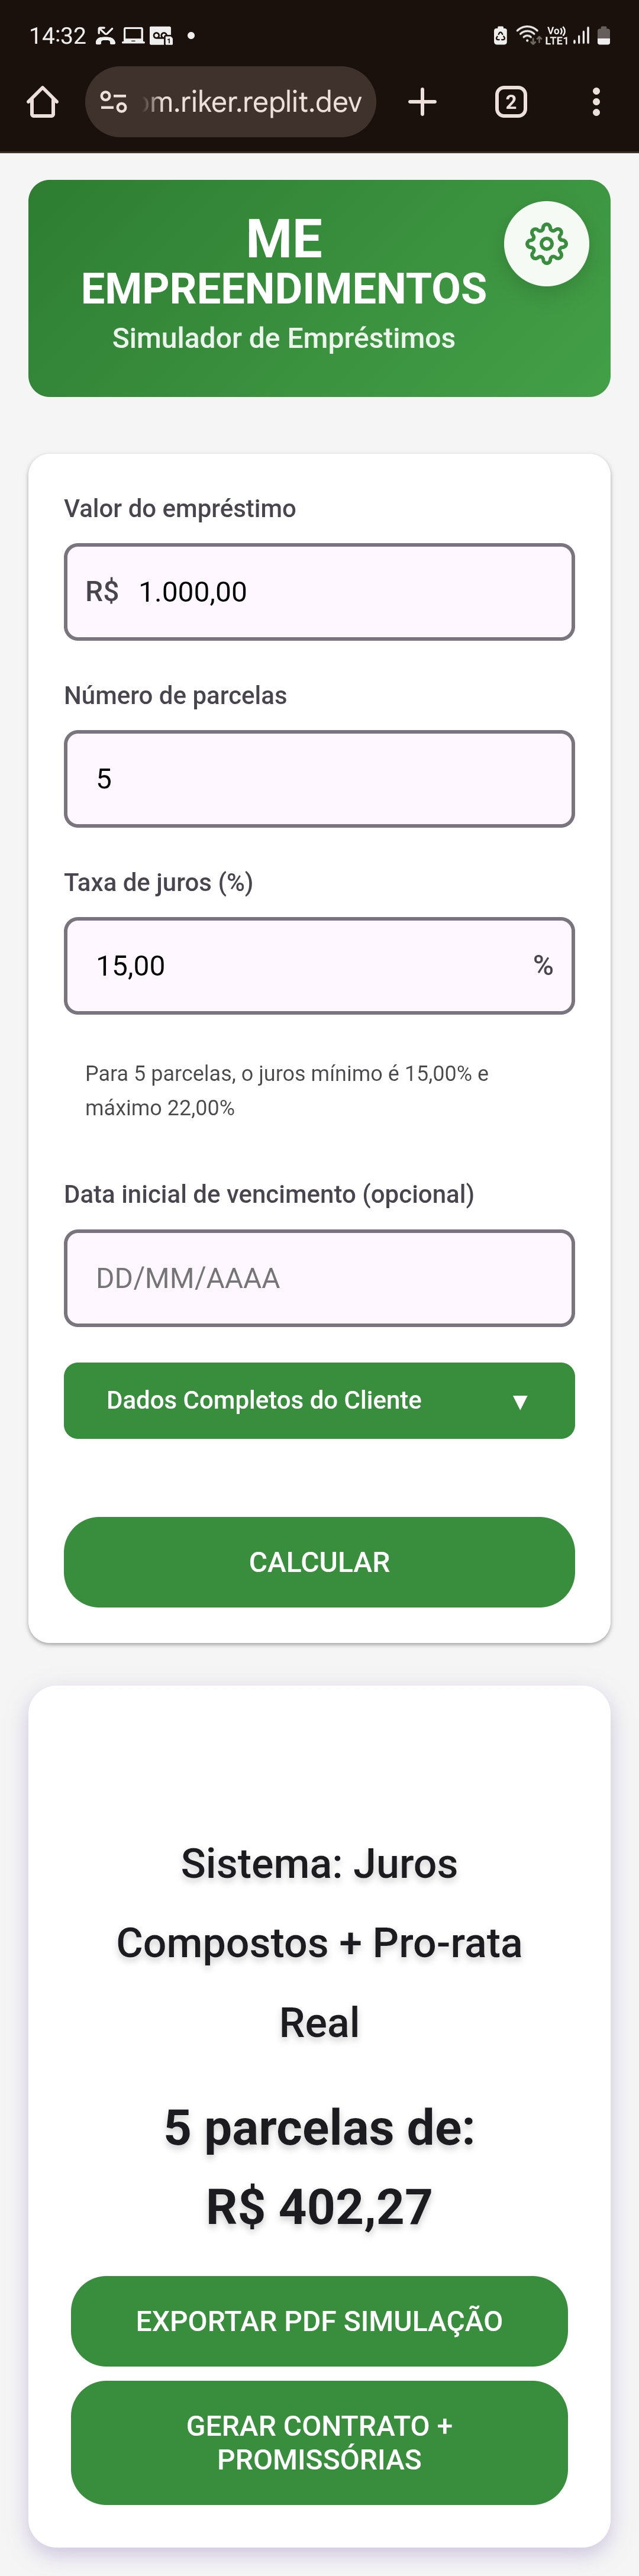 14:32
Vo))
LTE1
m.riker.replit.dev
2
ME
EMPREENDIMENTOS
Simulador de Empréstimos
Valor do empréstimo
R$ 1.000,00
Número de parcelas
5
Taxa de juros (%)
15,00 %
Para 5 parcelas, o juros mínimo é 15,00% e
máximo 22,00%
Data inicial de vencimento (opcional)
DD/MM/AAAA
Dados Completos do Cliente ▼
CALCULAR
Sistema: Juros
Compostos + Pro-rata
Real
5 parcelas de:
R$ 402,27
EXPORTAR PDF SIMULAÇÃO
GERAR CONTRATO +
PROMISSÓRIAS